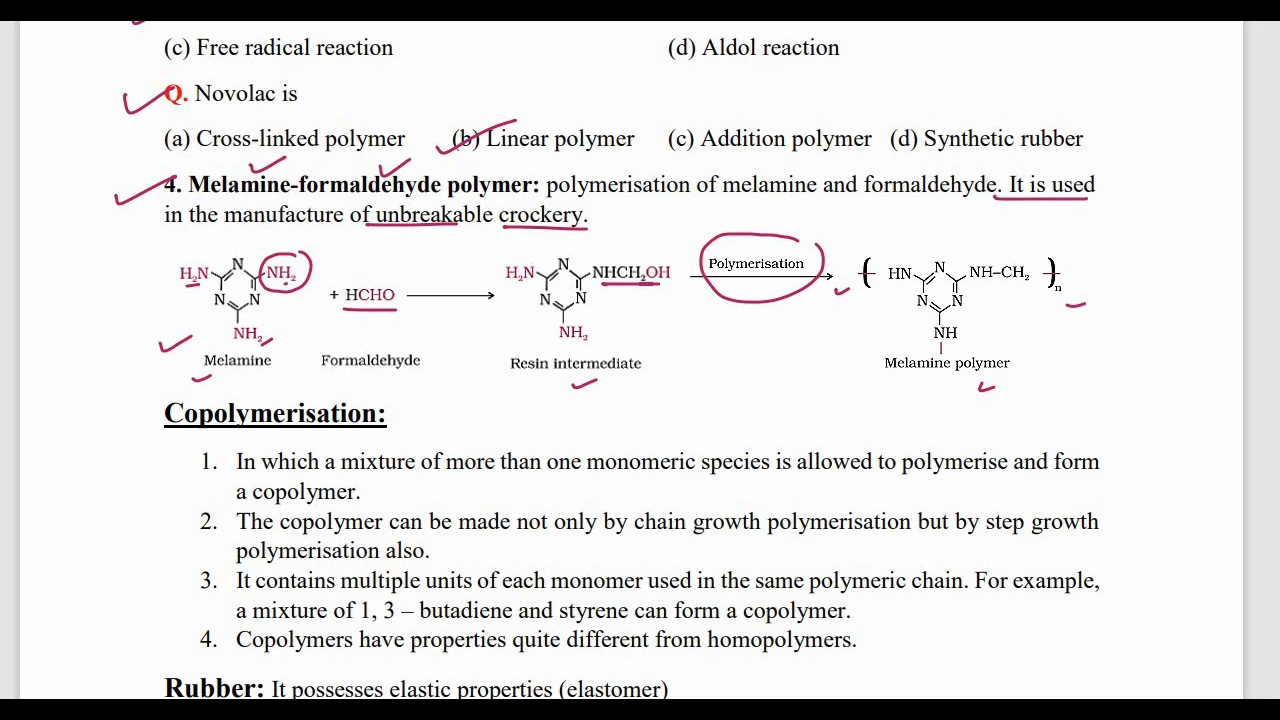 (c) Free radical reaction (d) Aldol reaction
Q. Novolac is
(a) Cross-linked polymer (b) Linear polymer (c) Addition polymer (d) Synthetic rubber
4. Melamine-formaldehyde polymer: polymerisation of melamine and formaldehyde. It is used
in the manufacture of unbreakable crockery.
H₂N N NH₂ N N NH₂
+ HCHO
H₂N N NHCH₂OH N N NH₂
Polymerisation
( HN N NH–CH₂ )n N N NH
Melamine Formaldehyde Resin intermediate Melamine polymer
Copolymerisation:
1. In which a mixture of more than one monomeric species is allowed to polymerise and form
a copolymer.
2. The copolymer can be made not only by chain growth polymerisation but by step growth
polymerisation also.
3. It contains multiple units of each monomer used in the same polymeric chain. For example,
a mixture of 1, 3 – butadiene and styrene can form a copolymer.
4. Copolymers have properties quite different from homopolymers.
Rubber: It possesses elastic properties (elastomer)